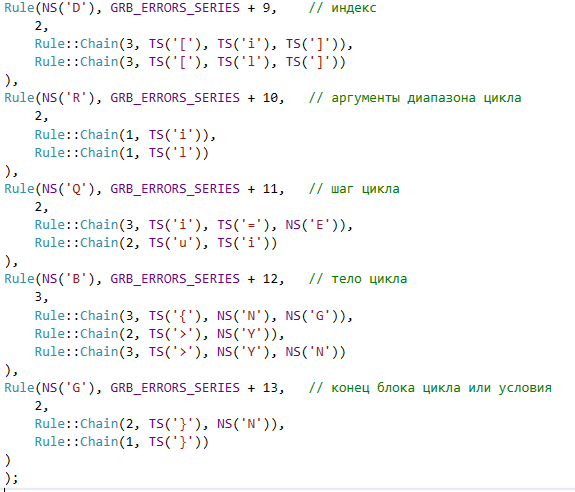 Rule(NS('D'), GRB_ERRORS_SERIES + 9,    // индекс
    2,
    Rule::Chain(3, TS('['), TS('i'), TS(']')),
    Rule::Chain(3, TS('['), TS('l'), TS(']'))
),
Rule(NS('R'), GRB_ERRORS_SERIES + 10,   // аргументы диапазона цикла
    2,
    Rule::Chain(1, TS('i')),
    Rule::Chain(1, TS('l'))
),
Rule(NS('Q'), GRB_ERRORS_SERIES + 11,   // шаг цикла
    2,
    Rule::Chain(3, TS('i'), TS('='), NS('E')),
    Rule::Chain(2, TS('u'), TS('i'))
),
Rule(NS('B'), GRB_ERRORS_SERIES + 12,   // тело цикла
    3,
    Rule::Chain(3, TS('{'), NS('N'), NS('G')),
    Rule::Chain(2, TS('>'), NS('Y')),
    Rule::Chain(3, TS('>'), NS('Y'), NS('N'))
),
Rule(NS('G'), GRB_ERRORS_SERIES + 13,   // конец блока цикла или условия
    2,
    Rule::Chain(2, TS('}'), NS('N')),
    Rule::Chain(1, TS('}'))
)
);